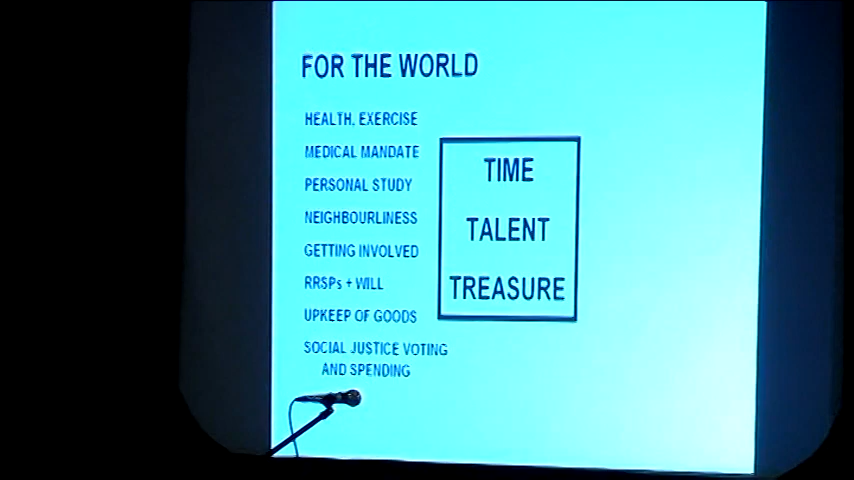 FOR THE WORLD
HEALTH, EXERCISE
MEDICAL MANDATE
PERSONAL STUDY
NEIGHBOURLINESS
GETTING INVOLVED
RRSPs + WILL
UPKEEP OF GOODS
SOCIAL JUSTICE VOTING
AND SPENDING
TIME
TALENT
TREASURE